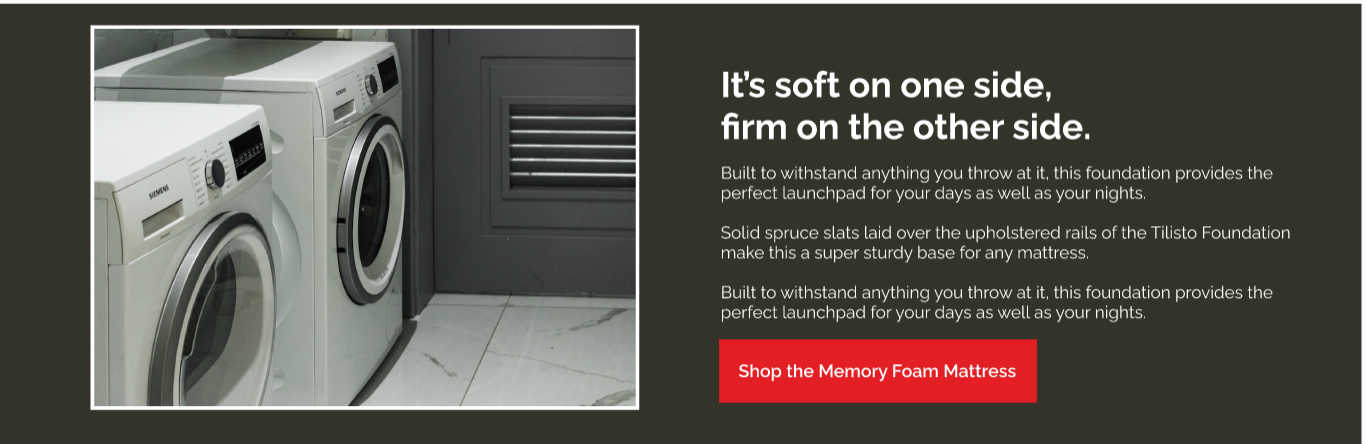 SIEMENS
SIEMENS
It's soft on one side,
firm on the other side.
Built to withstand anything you throw at it, this foundation provides the
perfect launchpad for your days as well as your nights.
Solid spruce slats laid over the upholstered rails of the Tilisto Foundation
make this a super sturdy base for any mattress.
Built to withstand anything you throw at it, this foundation provides the
perfect launchpad for your days as well as your nights.
Shop the Memory Foam Mattress